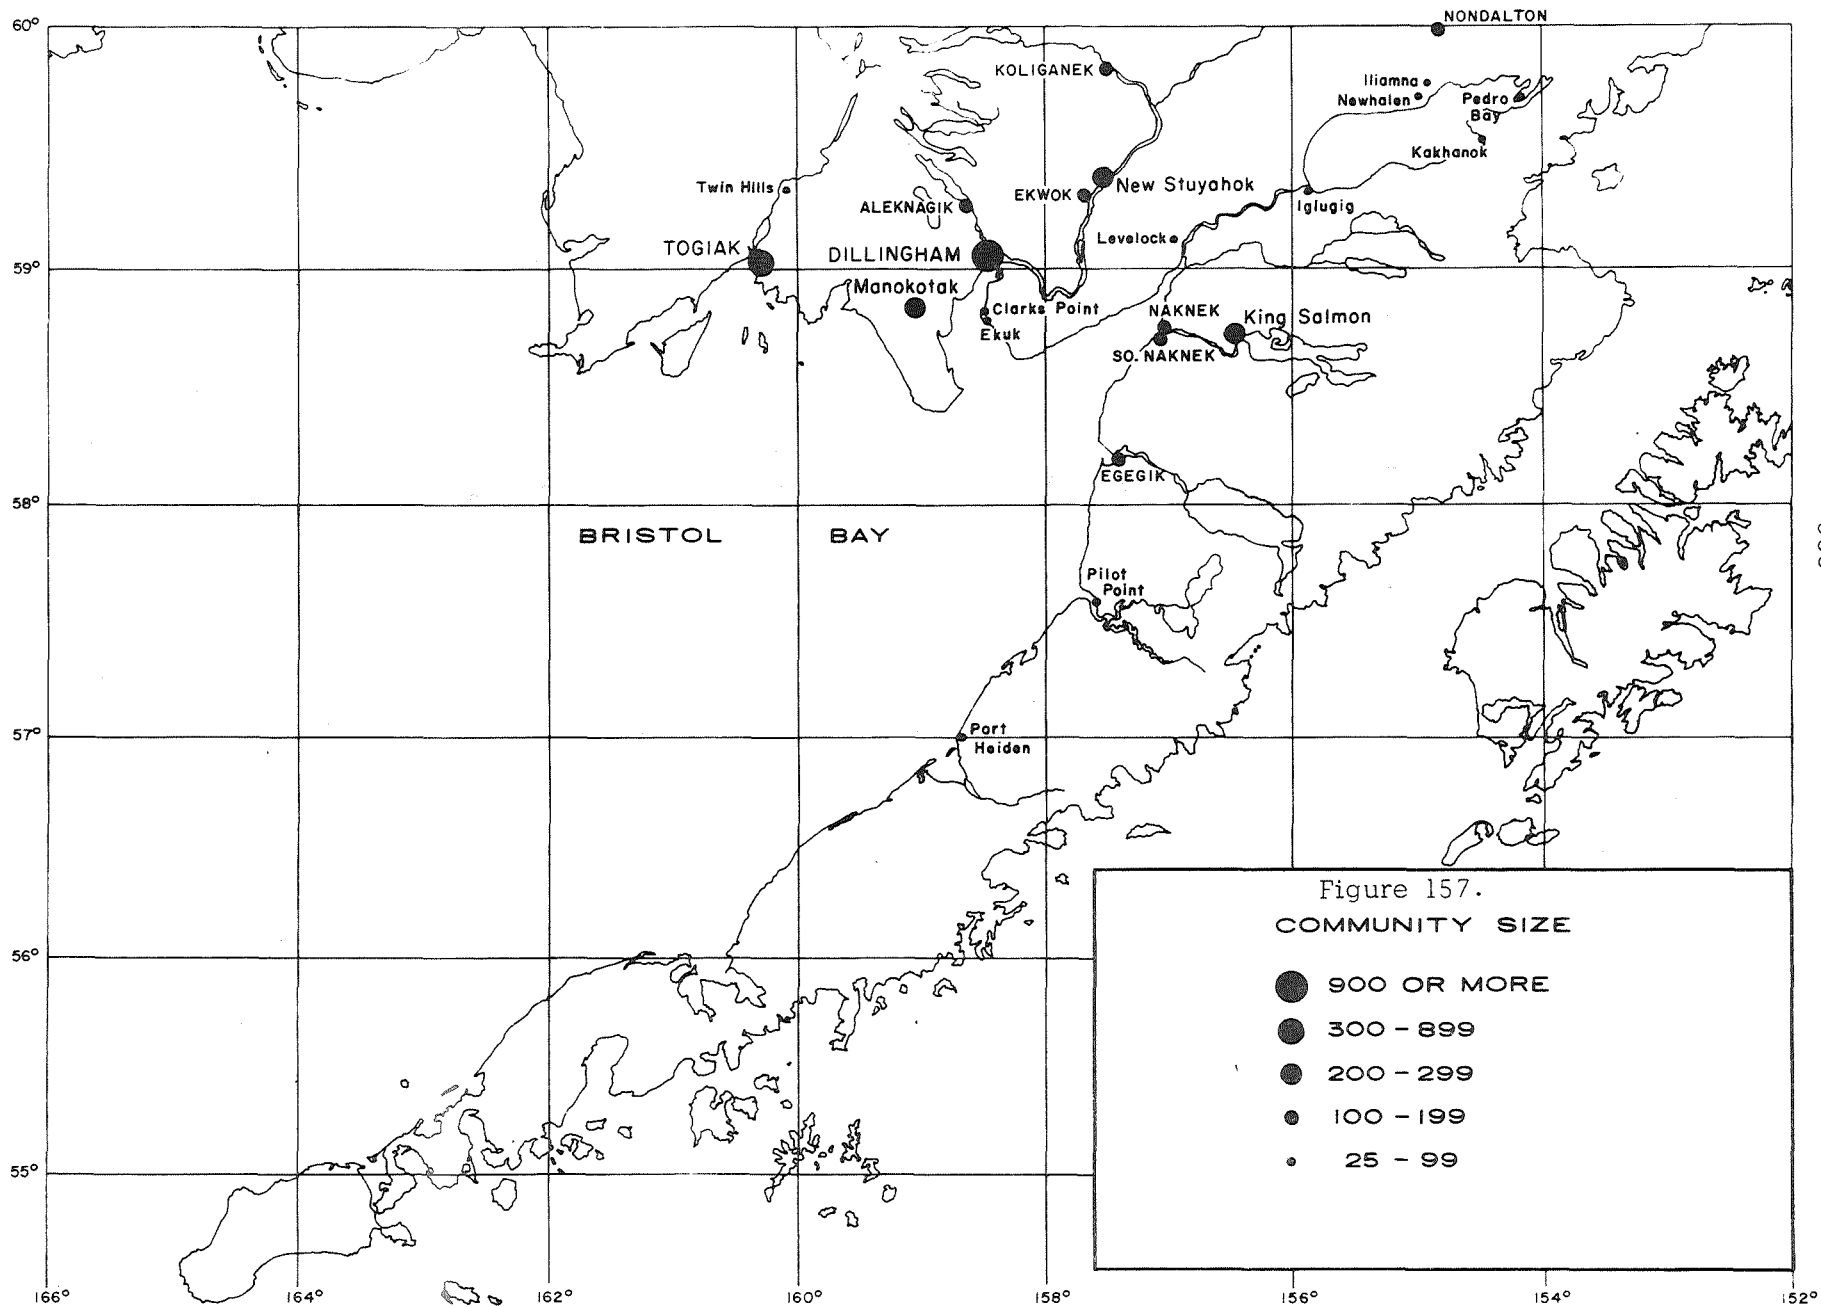 NONDALTON
60°
KOLIGANEK
Iliamna
Newhalen
Pedro
Bay
Kakhanok
Twin Hills
EKWOK
New Stuyahok
ALEKNAGIK
Iglugig
TOGIAK
DILLINGHAM
Levelock
59°
Manokotak
Clarks Point
NAKNEK
King Salmon
Ekuk
SO. NAKNEK
EGEGIK
58°
BRISTOL BAY
Pilot
Point
57°
Port
Heiden
Figure 157.
COMMUNITY SIZE
56°
900 OR MORE
300 - 899
200 - 299
100 - 199
25 - 99
55°
166° 164° 162° 160° 158° 156° 154° 152°